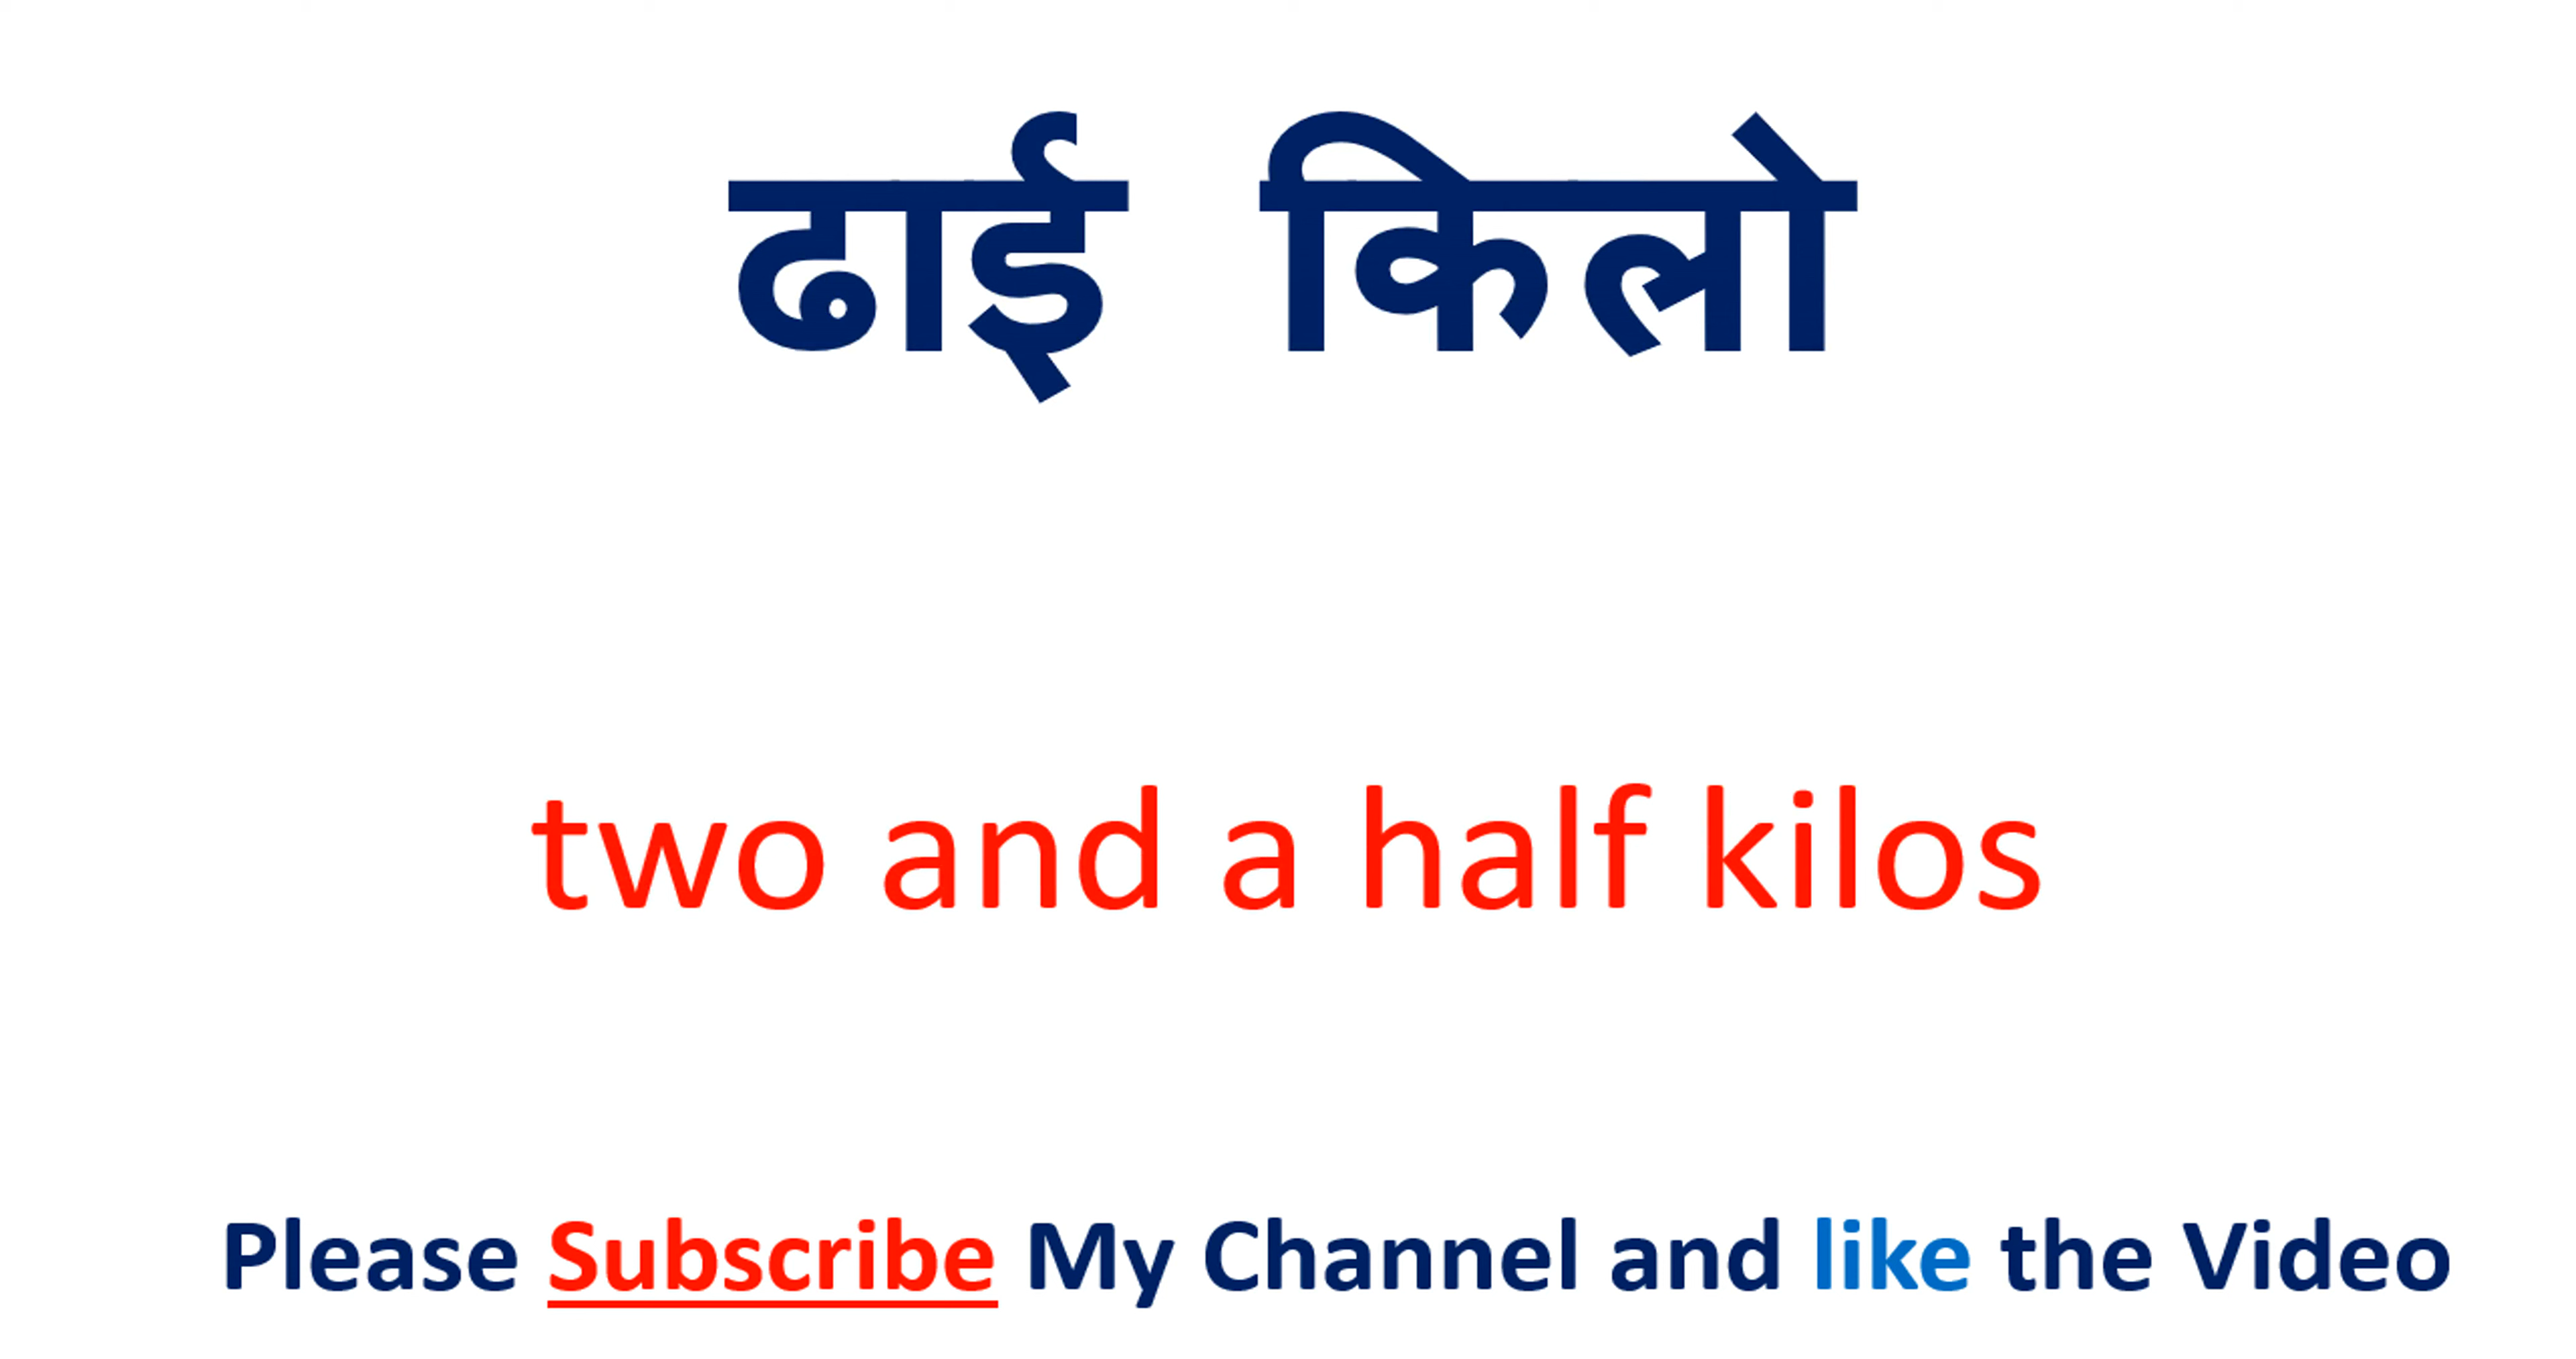 ढाई किलो
two and a half kilos
Please Subscribe My Channel and like the Video